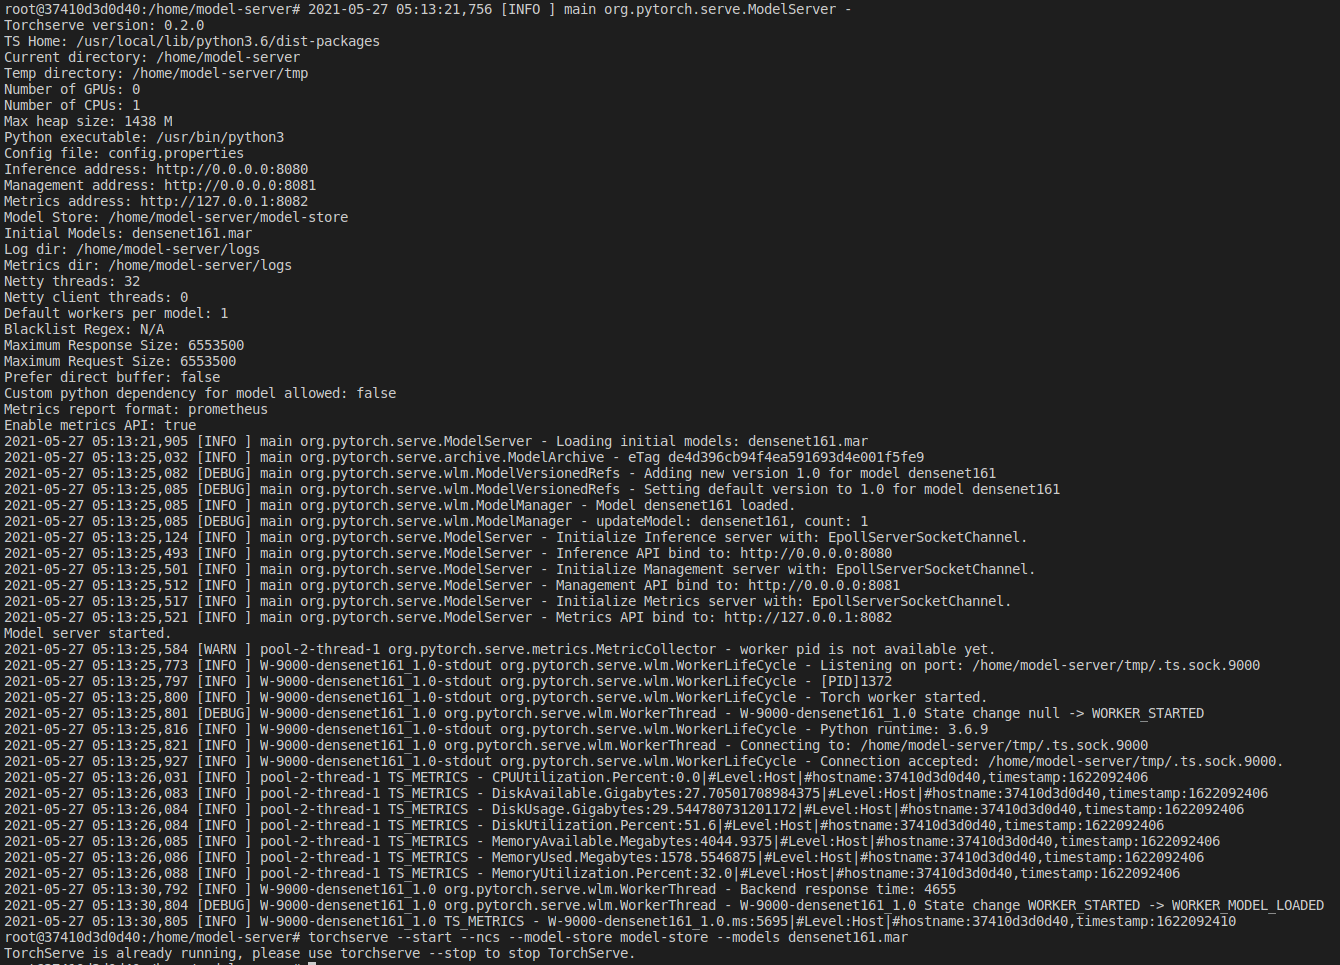 root@37410d3d0d40:/home/model-server# 2021-05-27 05:13:21,756 [INFO ] main org.pytorch.serve.ModelServer -
Torchserve version: 0.2.0
TS Home: /usr/local/lib/python3.6/dist-packages
Current directory: /home/model-server
Temp directory: /home/model-server/tmp
Number of GPUs: 0
Number of CPUs: 1
Max heap size: 1438 M
Python executable: /usr/bin/python3
Config file: config.properties
Inference address: http://0.0.0.0:8080
Management address: http://0.0.0.0:8081
Metrics address: http://127.0.0.1:8082
Model Store: /home/model-server/model-store
Initial Models: densenet161.mar
Log dir: /home/model-server/logs
Metrics dir: /home/model-server/logs
Netty threads: 32
Netty client threads: 0
Default workers per model: 1
Blacklist Regex: N/A
Maximum Response Size: 6553500
Maximum Request Size: 6553500
Prefer direct buffer: false
Custom python dependency for model allowed: false
Metrics report format: prometheus
Enable metrics API: true
2021-05-27 05:13:21,905 [INFO ] main org.pytorch.serve.ModelServer - Loading initial models: densenet161.mar
2021-05-27 05:13:25,032 [INFO ] main org.pytorch.serve.archive.ModelArchive - eTag de4d396cb94f4ea591693d4e001f5fe9
2021-05-27 05:13:25,082 [DEBUG] main org.pytorch.serve.wlm.ModelVersionedRefs - Adding new version 1.0 for model densenet161
2021-05-27 05:13:25,085 [DEBUG] main org.pytorch.serve.wlm.ModelVersionedRefs - Setting default version to 1.0 for model densenet161
2021-05-27 05:13:25,085 [INFO ] main org.pytorch.serve.wlm.ModelManager - Model densenet161 loaded.
2021-05-27 05:13:25,085 [DEBUG] main org.pytorch.serve.wlm.ModelManager - updateModel: densenet161, count: 1
2021-05-27 05:13:25,124 [INFO ] main org.pytorch.serve.ModelServer - Initialize Inference server with: EpollServerSocketChannel.
2021-05-27 05:13:25,493 [INFO ] main org.pytorch.serve.ModelServer - Inference API bind to: http://0.0.0.0:8080
2021-05-27 05:13:25,501 [INFO ] main org.pytorch.serve.ModelServer - Initialize Management server with: EpollServerSocketChannel.
2021-05-27 05:13:25,512 [INFO ] main org.pytorch.serve.ModelServer - Management API bind to: http://0.0.0.0:8081
2021-05-27 05:13:25,517 [INFO ] main org.pytorch.serve.ModelServer - Initialize Metrics server with: EpollServerSocketChannel.
2021-05-27 05:13:25,521 [INFO ] main org.pytorch.serve.ModelServer - Metrics API bind to: http://127.0.0.1:8082
Model server started.
2021-05-27 05:13:25,584 [WARN ] pool-2-thread-1 org.pytorch.serve.metrics.MetricCollector - worker pid is not available yet.
2021-05-27 05:13:25,773 [INFO ] W-9000-densenet161_1.0-stdout org.pytorch.serve.wlm.WorkerLifeCycle - Listening on port: /home/model-server/tmp/.ts.sock.9000
2021-05-27 05:13:25,797 [INFO ] W-9000-densenet161_1.0-stdout org.pytorch.serve.wlm.WorkerLifeCycle - [PID]1372
2021-05-27 05:13:25,800 [INFO ] W-9000-densenet161_1.0-stdout org.pytorch.serve.wlm.WorkerLifeCycle - Torch worker started.
2021-05-27 05:13:25,801 [DEBUG] W-9000-densenet161_1.0 org.pytorch.serve.wlm.WorkerThread - W-9000-densenet161_1.0 State change null -> WORKER_STARTED
2021-05-27 05:13:25,816 [INFO ] W-9000-densenet161_1.0-stdout org.pytorch.serve.wlm.WorkerLifeCycle - Python runtime: 3.6.9
2021-05-27 05:13:25,821 [INFO ] W-9000-densenet161_1.0 org.pytorch.serve.wlm.WorkerThread - Connecting to: /home/model-server/tmp/.ts.sock.9000
2021-05-27 05:13:25,927 [INFO ] W-9000-densenet161_1.0-stdout org.pytorch.serve.wlm.WorkerLifeCycle - Connection accepted: /home/model-server/tmp/.ts.sock.9000.
2021-05-27 05:13:26,031 [INFO ] pool-2-thread-1 TS_METRICS - CPUUtilization.Percent:0.0|#Level:Host|#hostname:37410d3d0d40,timestamp:1622092406
2021-05-27 05:13:26,083 [INFO ] pool-2-thread-1 TS_METRICS - DiskAvailable.Gigabytes:27.70501708984375|#Level:Host|#hostname:37410d3d0d40,timestamp:1622092406
2021-05-27 05:13:26,084 [INFO ] pool-2-thread-1 TS_METRICS - DiskUsage.Gigabytes:29.544780731201172|#Level:Host|#hostname:37410d3d0d40,timestamp:1622092406
2021-05-27 05:13:26,084 [INFO ] pool-2-thread-1 TS_METRICS - DiskUtilization.Percent:51.6|#Level:Host|#hostname:37410d3d0d40,timestamp:1622092406
2021-05-27 05:13:26,085 [INFO ] pool-2-thread-1 TS_METRICS - MemoryAvailable.Megabytes:4044.9375|#Level:Host|#hostname:37410d3d0d40,timestamp:1622092406
2021-05-27 05:13:26,086 [INFO ] pool-2-thread-1 TS_METRICS - MemoryUsed.Megabytes:1578.5546875|#Level:Host|#hostname:37410d3d0d40,timestamp:1622092406
2021-05-27 05:13:26,088 [INFO ] pool-2-thread-1 TS_METRICS - MemoryUtilization.Percent:32.0|#Level:Host|#hostname:37410d3d0d40,timestamp:1622092406
2021-05-27 05:13:30,792 [INFO ] W-9000-densenet161_1.0 org.pytorch.serve.wlm.WorkerThread - Backend response time: 4655
2021-05-27 05:13:30,804 [DEBUG] W-9000-densenet161_1.0 org.pytorch.serve.wlm.WorkerThread - W-9000-densenet161_1.0 State change WORKER_STARTED -> WORKER_MODEL_LOADED
2021-05-27 05:13:30,805 [INFO ] W-9000-densenet161_1.0 TS_METRICS - W-9000-densenet161_1.0.ms:5695|#Level:Host|#hostname:37410d3d0d40,timestamp:1622092410
root@37410d3d0d40:/home/model-server# torchserve --start --ncs --model-store model-store --models densenet161.mar
TorchServe is already running, please use torchserve --stop to stop TorchServe.